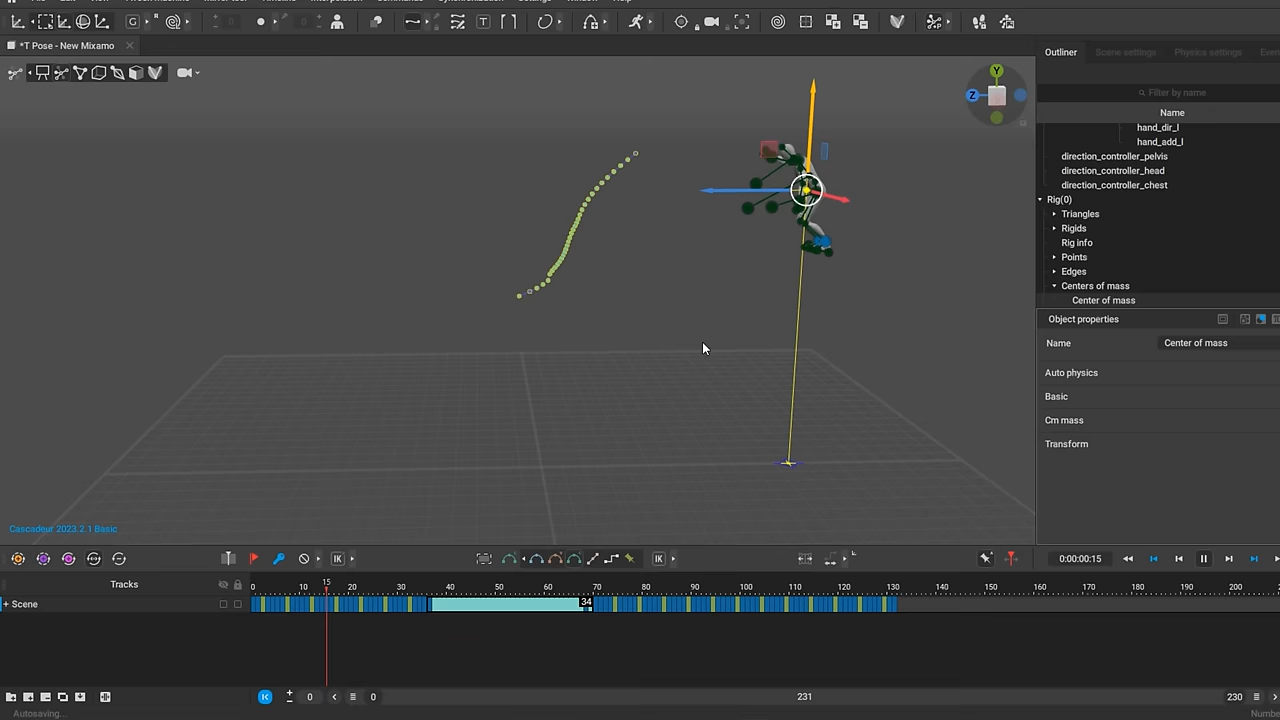 *T Pose - New Mixamo
Outliner
Scene settings
Physics settings
Filter by name
Name
hand_dir_l
hand_add_l
direction_controller_pelvis
direction_controller_head
direction_controller_chest
Rig(0)
Triangles
Rigids
Rig info
Points
Edges
Centers of mass
Center of mass
Y
Z
Object properties
Name Center of mass
Auto physics
Basic
Cm mass
Transform
Cascadeur 2023.2.1 Basic
IK
IK
0:00:00:15
Tracks
0 10 15 20 30 40 50 60 70 80 90 100 110 120 130 140 150 160 170 180 190 200
+ Scene
34
0
0
231
230
Autosaving...